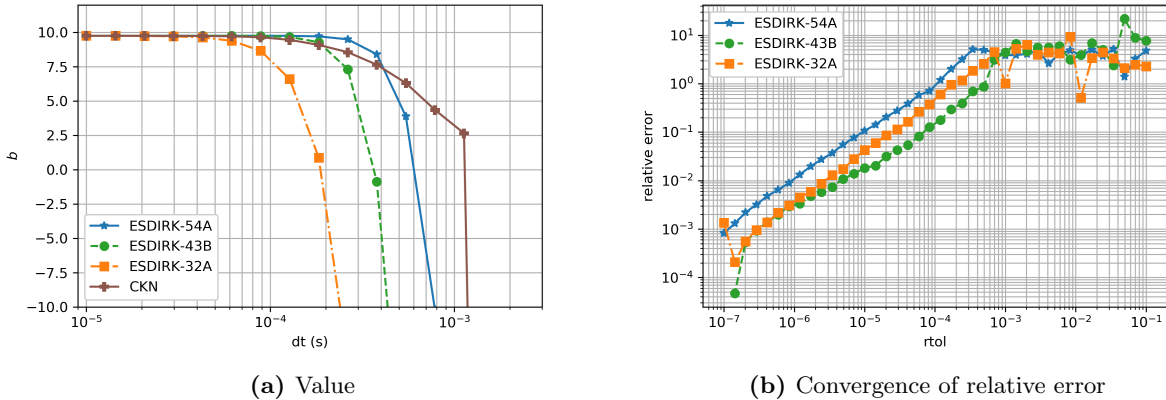 10.0
7.5
5.0
2.5
0.0
−2.5
−5.0
−7.5
−10.0
b
ESDIRK-54A
ESDIRK-43B
ESDIRK-32A
CKN
10⁻⁵
10⁻⁴
10⁻³
dt (s)
(a) Value
10¹
10⁰
10⁻¹
10⁻²
10⁻³
10⁻⁴
relative error
ESDIRK-54A
ESDIRK-43B
ESDIRK-32A
10⁻⁷
10⁻⁶
10⁻⁵
10⁻⁴
10⁻³
10⁻²
10⁻¹
rtol
(b) Convergence of relative error